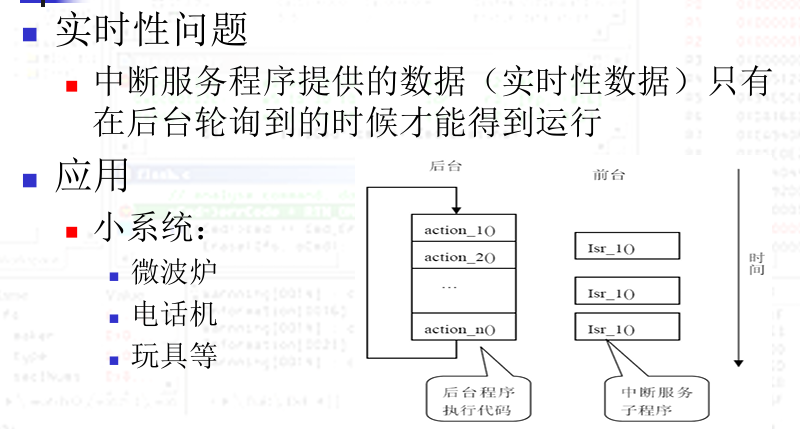 实时性问题
中断服务程序提供的数据（实时性数据）只有
在后台轮询到的时候才能得到运行
应用
小系统：
微波炉
电话机
玩具等
后台
前台
action_1()
action_2()
...
action_n()
Isr_1()
Isr_1()
Isr_1()
时
间
后台程序
执行代码
中断服务
子程序